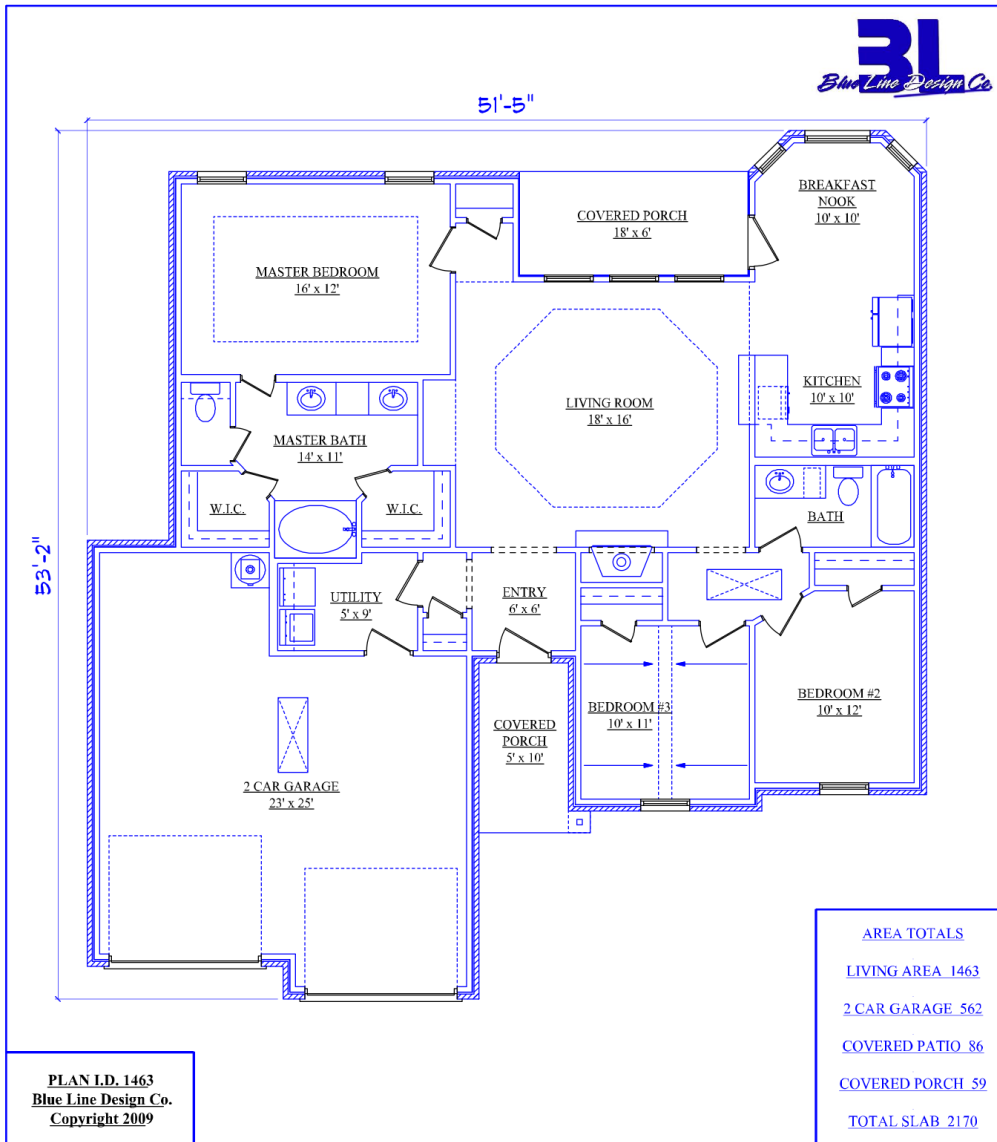 BL
Blue Line Design Co.
51'-5"
53'-2"
BREAKFAST
NOOK
10' x 10'
COVERED PORCH
18' x 6'
MASTER BEDROOM
16' x 12'
KITCHEN
10' x 10'
LIVING ROOM
18' x 16'
MASTER BATH
14' x 11'
W.I.C.
W.I.C.
BATH
UTILITY
5' x 9'
ENTRY
6' x 6'
BEDROOM #2
10' x 12'
BEDROOM #3
10' x 11'
COVERED
PORCH
5' x 10'
2 CAR GARAGE
23' x 25'
AREA TOTALS
LIVING AREA 1463
2 CAR GARAGE 562
COVERED PATIO 86
COVERED PORCH 59
TOTAL SLAB 2170
PLAN I.D. 1463
Blue Line Design Co.
Copyright 2009